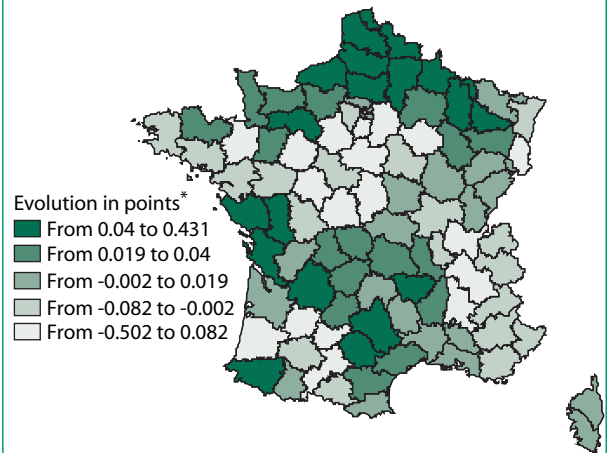 Evolution in points*
From 0.04 to 0.431
From 0.019 to 0.04
From -0.002 to 0.019
From -0.082 to -0.002
From -0.502 to 0.082